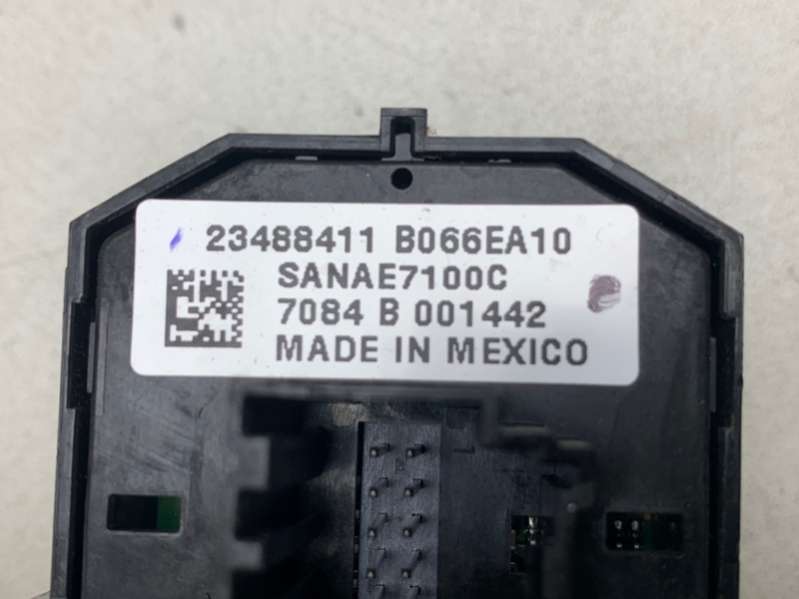 23488411 B066EA10
SANAE7100C
7084 B 001442
MADE IN MEXICO